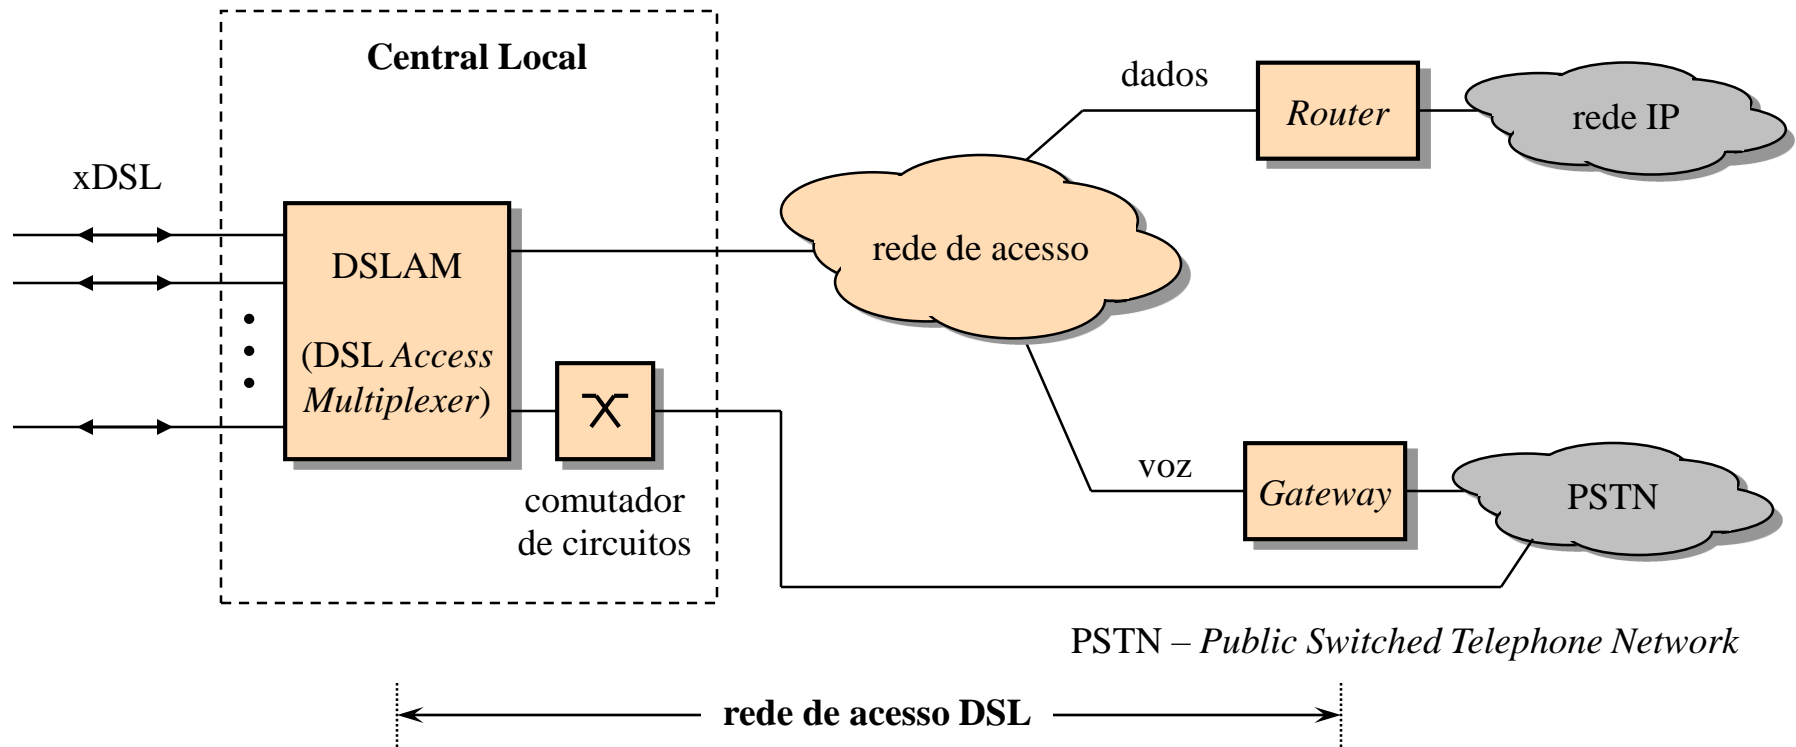 Central Local
dados
Router
rede IP
xDSL
DSLAM
(DSL Access
Multiplexer)
rede de acesso
comutador
de circuitos
voz
Gateway
PSTN
PSTN – Public Switched Telephone Network
rede de acesso DSL